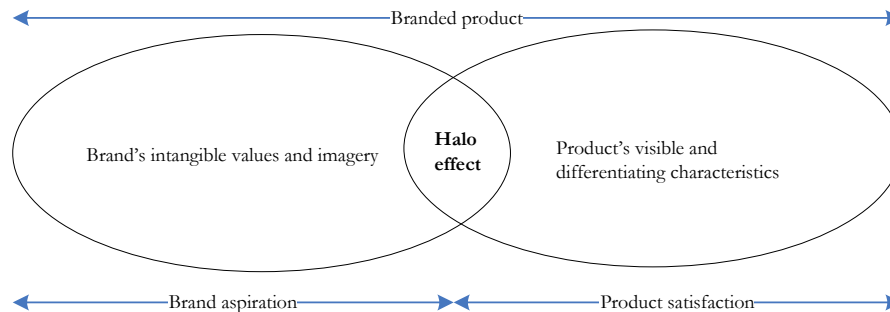 Branded product
Brand's intangible values and imagery
Halo
effect
Product's visible and
differentiating characteristics
Brand aspiration
Product satisfaction